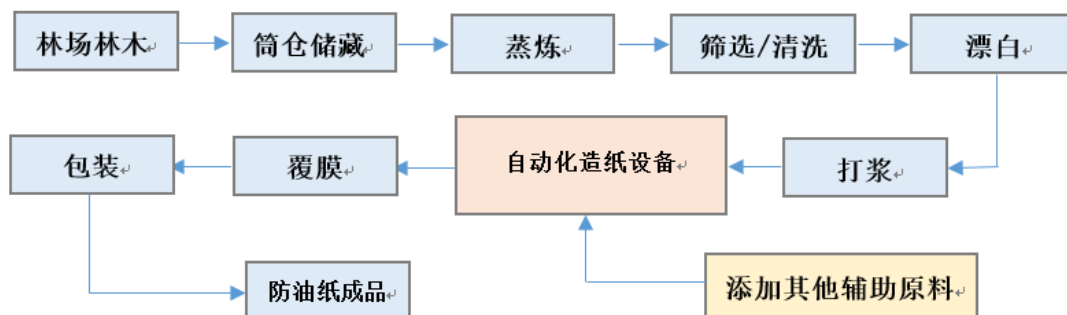 林场林木
筒仓储藏
蒸炼
筛选/清洗
漂白
打浆
自动化造纸设备
覆膜
包装
防油纸成品
添加其他辅助原料